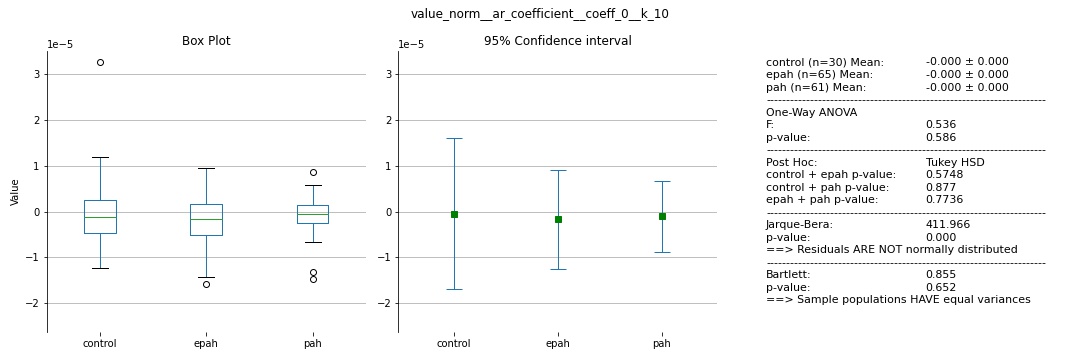 value_norm__ar_coefficient__coeff_0__k_10
Box Plot
1e−5
3
2
1
0
−1
−2
Value
control
epah
pah
95% Confidence interval
1e−5
3
2
1
0
−1
−2
control
epah
pah
control (n=30) Mean: -0.000 ± 0.000
epah (n=65) Mean: -0.000 ± 0.000
pah (n=61) Mean: -0.000 ± 0.000
One-Way ANOVA
F: 0.536
p-value: 0.586
Post Hoc: Tukey HSD
control + epah p-value: 0.5748
control + pah p-value: 0.877
epah + pah p-value: 0.7736
Jarque-Bera: 411.966
p-value: 0.000
==> Residuals ARE NOT normally distributed
Bartlett: 0.855
p-value: 0.652
==> Sample populations HAVE equal variances